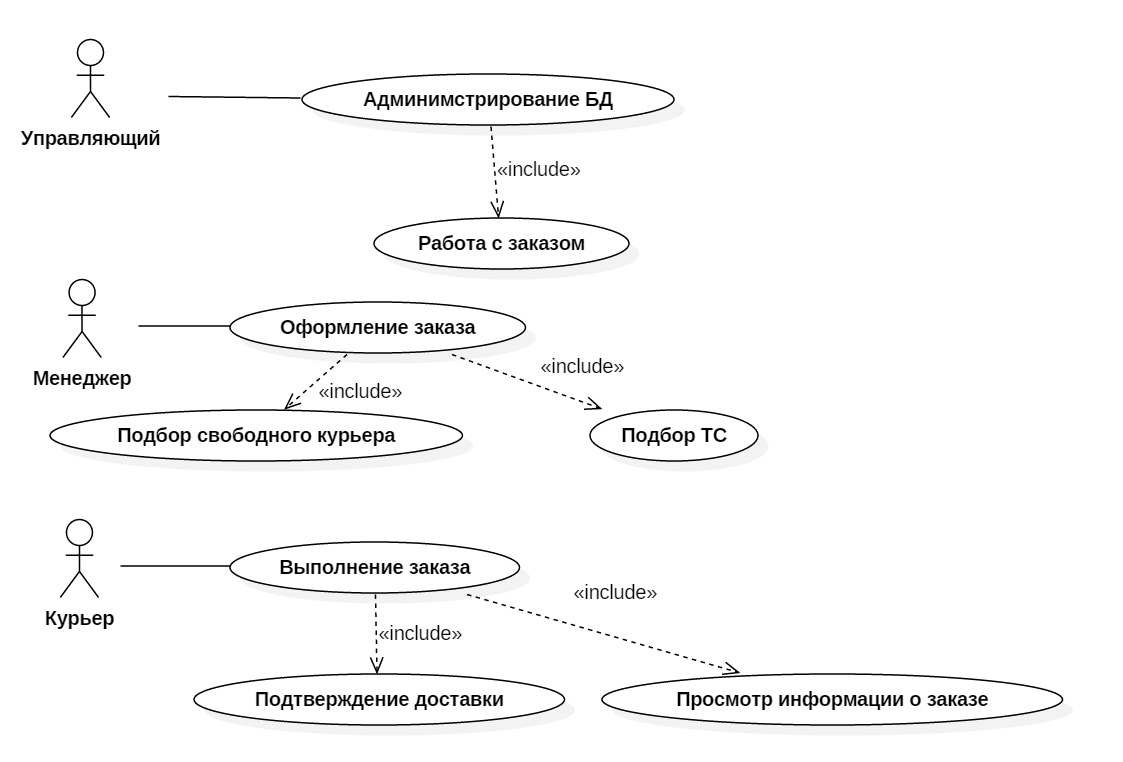 Админимстрирование БД
Управляющий
«include»
Работа с заказом
Оформление заказа
Менеджер
«include»
«include»
Подбор свободного курьера
Подбор ТС
Выполнение заказа
Курьер
«include»
«include»
Подтверждение доставки
Просмотр информации о заказе